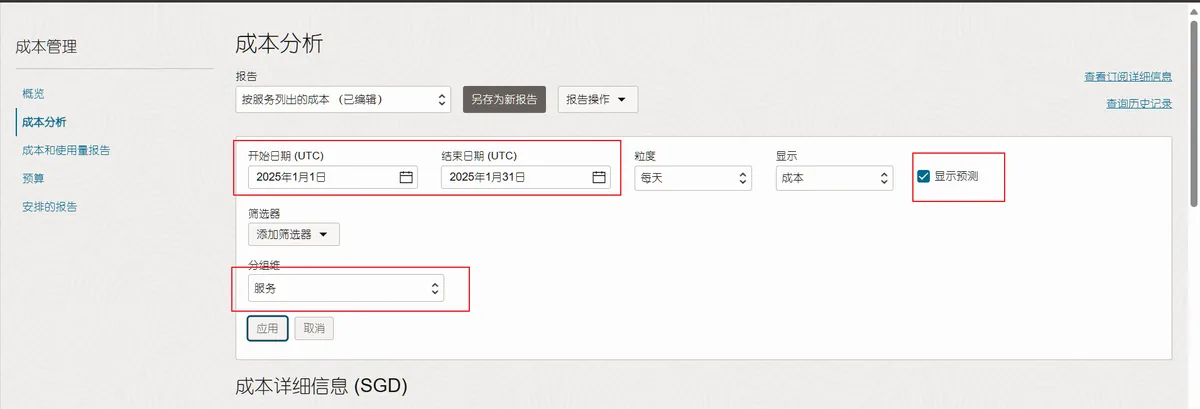 成本管理
概览
成本分析
成本和使用量报告
预算
安排的报告
成本分析
报告
按服务列出的成本 （已编辑）
另存为新报告
报告操作
查看订阅详细信息
查询历史记录
开始日期 (UTC)
2025年1月1日
结束日期 (UTC)
2025年1月31日
粒度
每天
显示
成本
显示预测
筛选器
添加筛选器
分组维
服务
应用
取消
成本详细信息 (SGD)